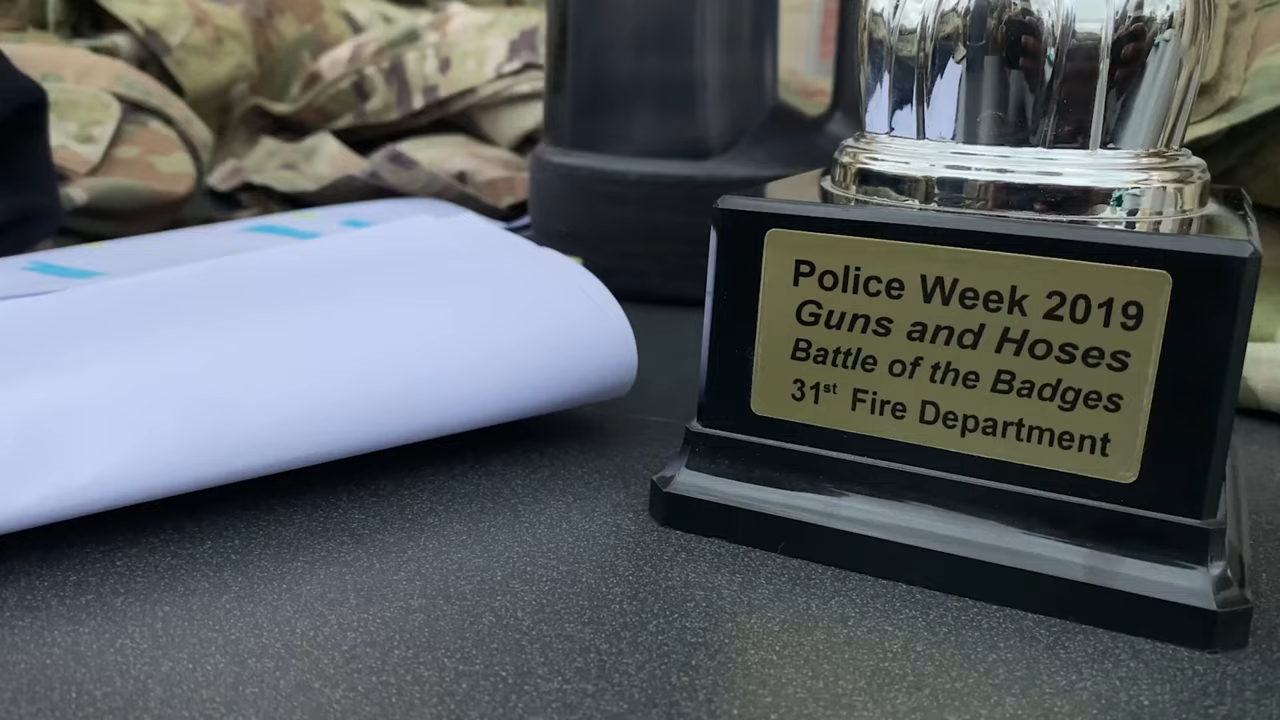 Police Week 2019
Guns and Hoses
Battle of the Badges
31st Fire Department